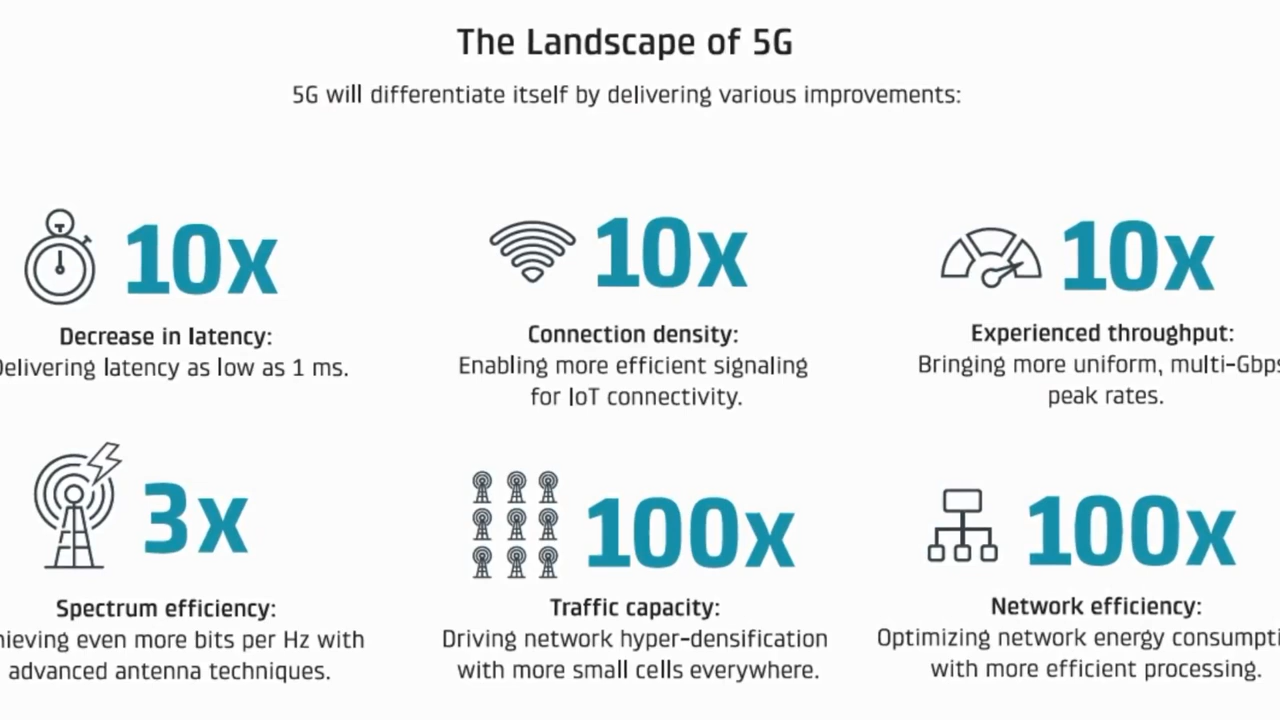 The Landscape of 5G
5G will differentiate itself by delivering various improvements:
10x
10x
10x
Decrease in latency:
Delivering latency as low as 1 ms.
Connection density:
Enabling more efficient signaling
for IoT connectivity.
Experienced throughput:
Bringing more uniform, multi-Gbps
peak rates.
3x
100x
100x
Spectrum efficiency:
even more bits per Hz with
advanced antenna techniques.
Traffic capacity:
Driving network hyper-densification
with more small cells everywhere.
Network efficiency:
Optimizing network energy
with more efficient processing.